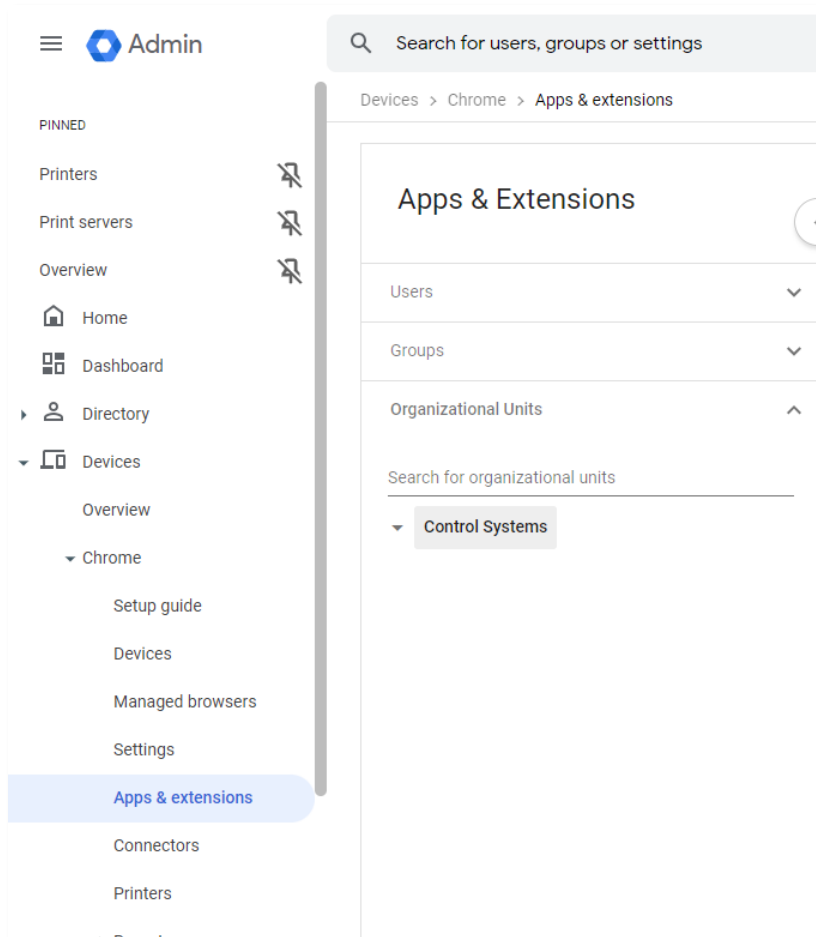 Admin
Search for users, groups or settings
Devices > Chrome > Apps & extensions
PINNED
Printers
Print servers
Overview
Home
Dashboard
Directory
Devices
Overview
Chrome
Setup guide
Devices
Managed browsers
Settings
Apps & extensions
Connectors
Printers
Apps & Extensions
Users
Groups
Organizational Units
Search for organizational units
Control Systems